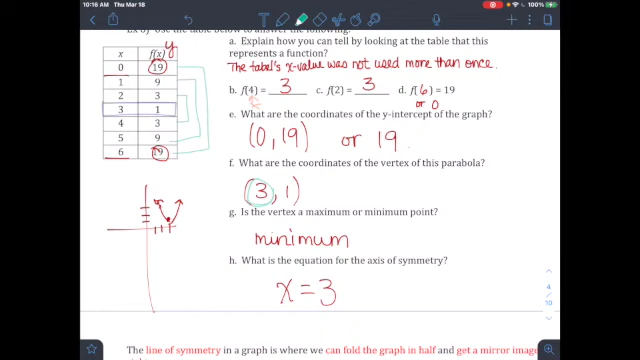 10:16 AM Thu Mar 18
Ex 6) Use the table below to answer the following.
y
x f(x)
0 19
1 9
2 3
3 1
4 3
5 9
6 19
a. Explain how you can tell by looking at the table that this
represents a function?
The tabel's x-value was not used more than once.
b. f(4) = 3 c. f(2) = 3 d. f( 6 ) = 19
x or 0
e. What are the coordinates of the y-intercept of the graph?
(0, 19) or 19
f. What are the coordinates of the vertex of this parabola?
(3, 1)
g. Is the vertex a maximum or minimum point?
minimum
h. What is the equation for the axis of symmetry?
x = 3
4
of
10
The line of symmetry in a graph is where we can fold the graph in half and get a mirror image